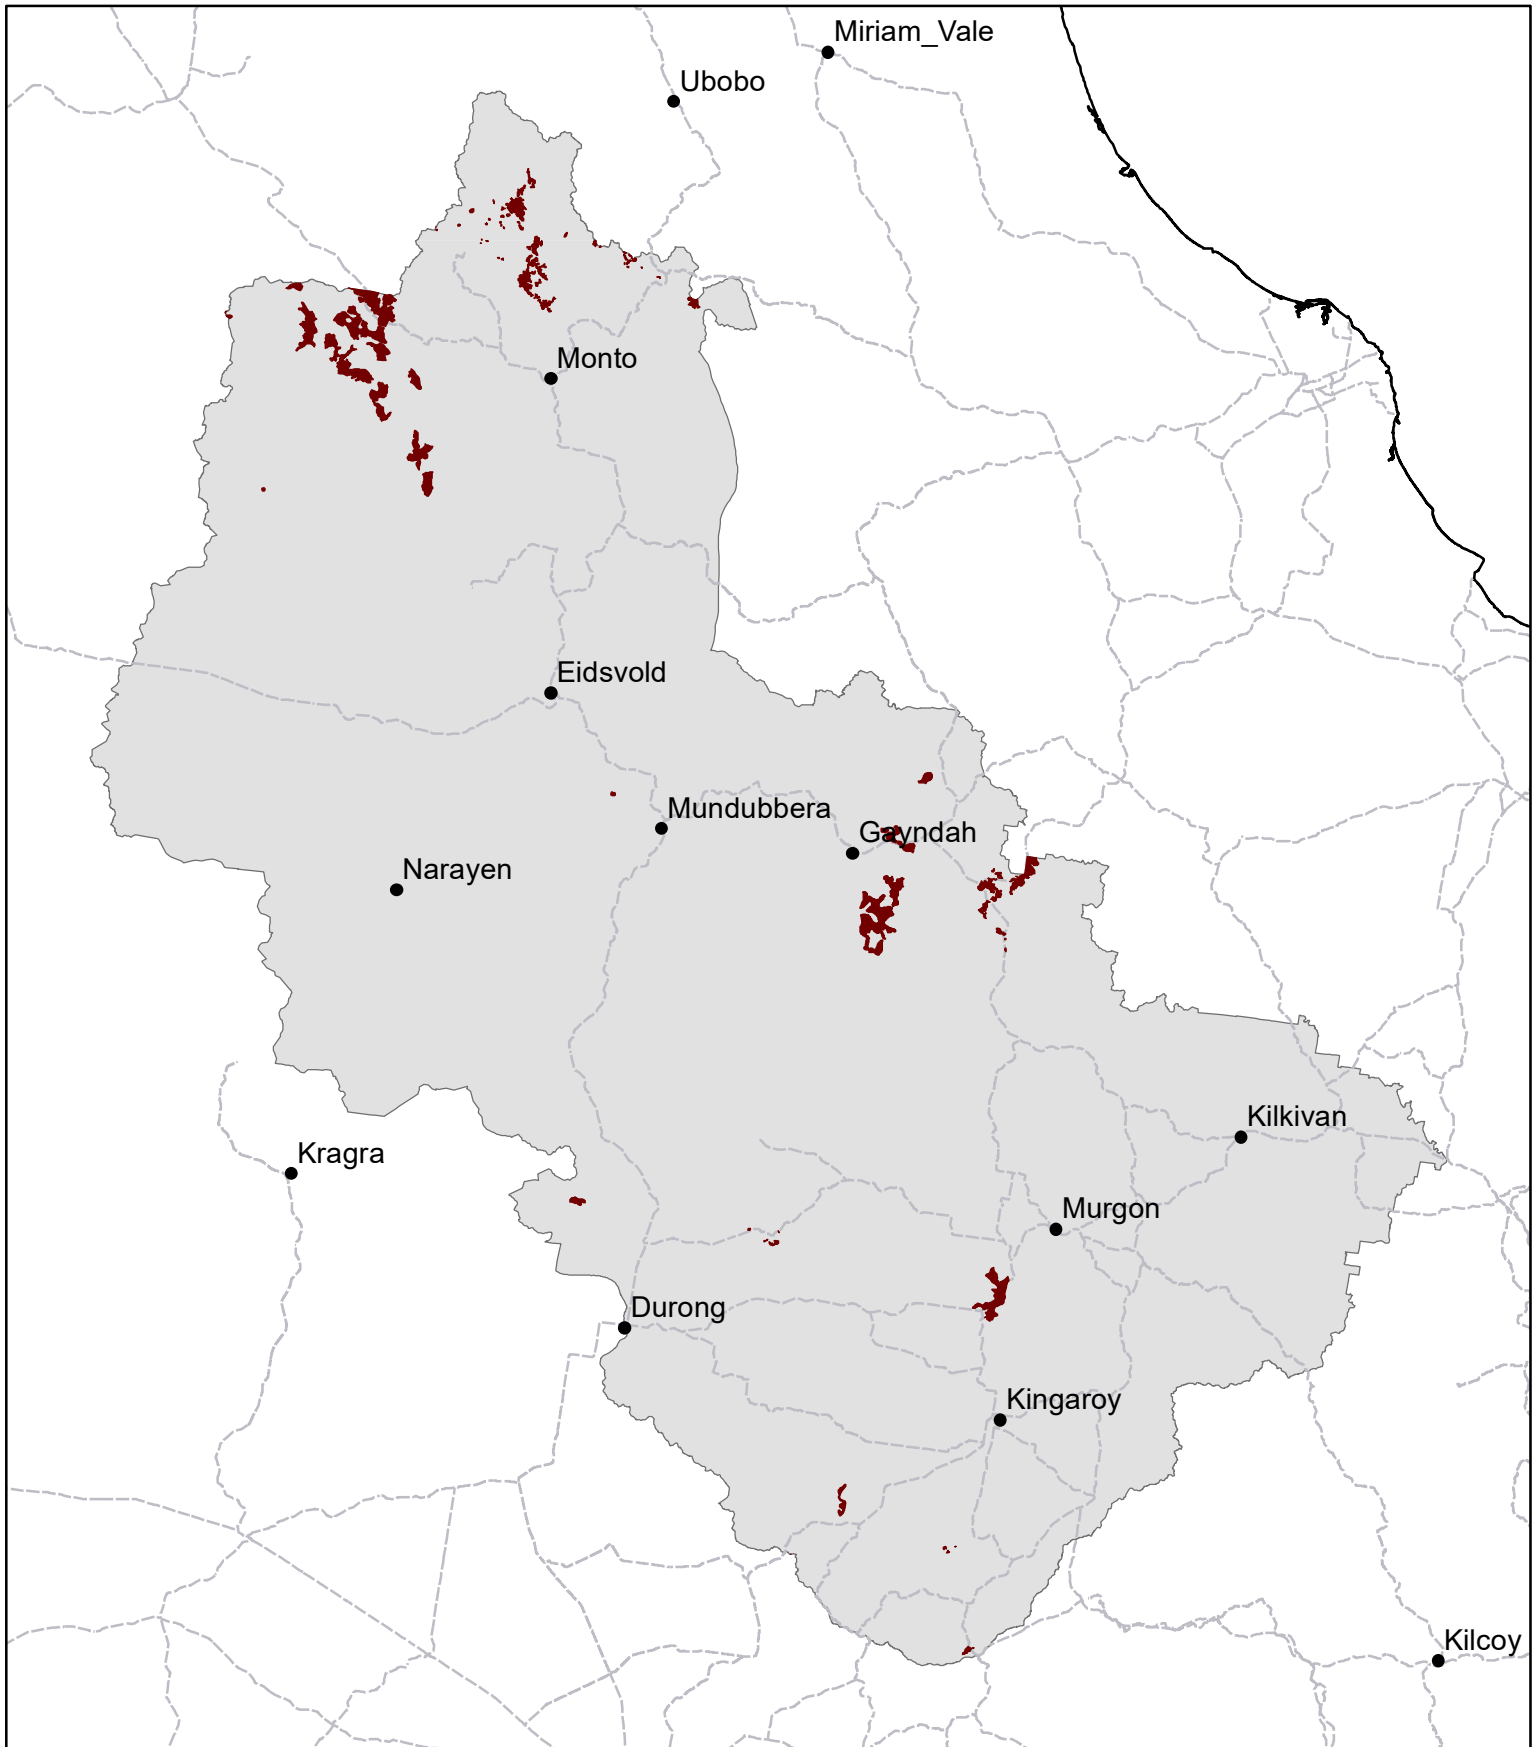 Miriam_Vale
Ubobo
Monto
Eidsvold
Mundubbera
Gayndah
Narayen
Kilkivan
Kragra
Murgon
Durong
Kingaroy
Kilcoy